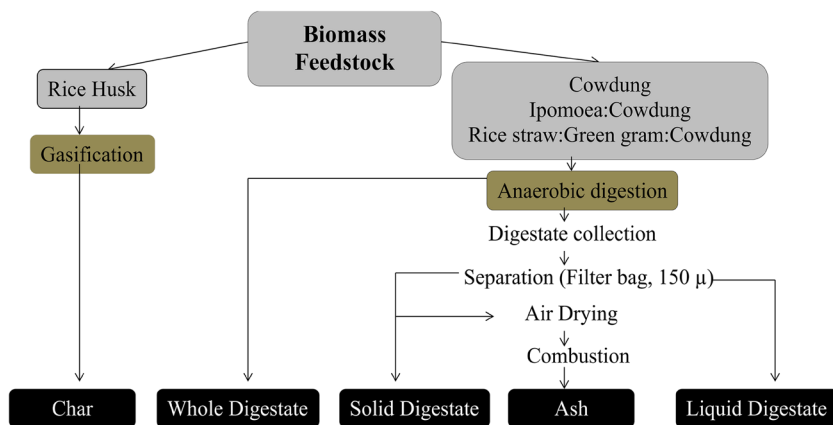 Biomass
Feedstock
Rice Husk
Cowdung
Ipomoea:Cowdung
Rice straw:Green gram:Cowdung
Gasification
Anaerobic digestion
Digestate collection
Separation (Filter bag, 150 µ)
Air Drying
Combustion
Char
Whole Digestate
Solid Digestate
Ash
Liquid Digestate